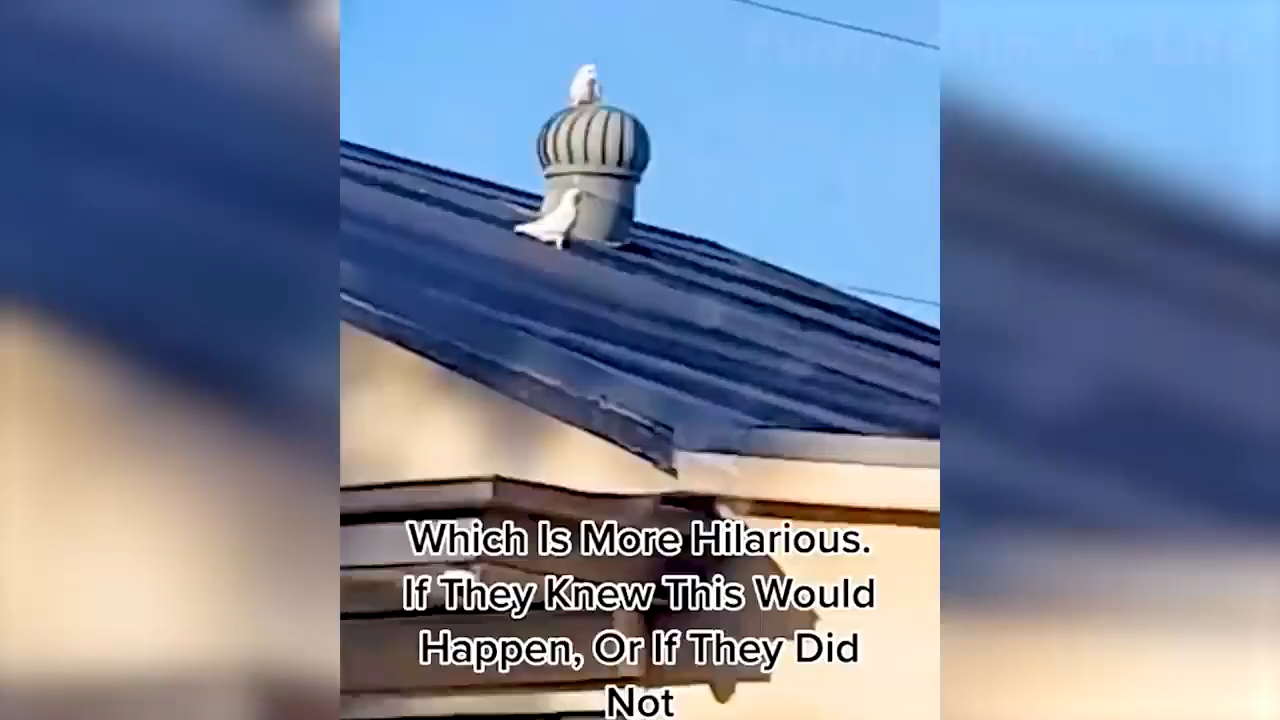 Which Is More Hilarious.
If They Knew This Would
Happen, Or If They Did
Not